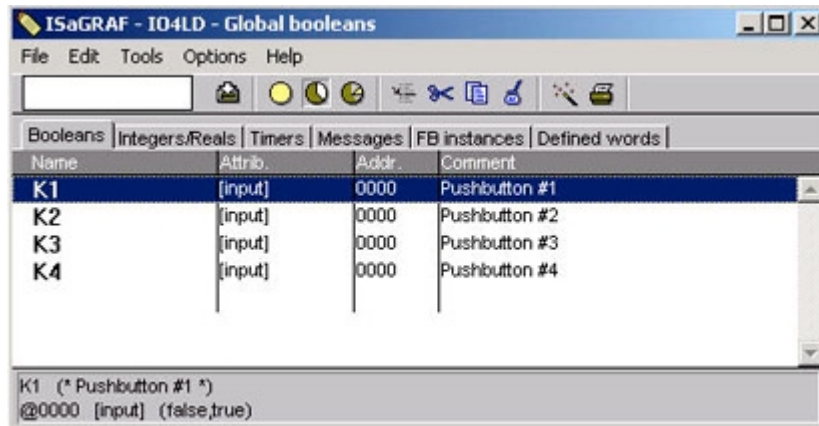 ISaGRAF - IO4LD - Global booleans
File Edit Tools Options Help
Booleans Integers/Reals Timers Messages FB instances Defined words
Name Attrib. Addr. Comment
K1 [input] 0000 Pushbutton #1
K2 [input] 0000 Pushbutton #2
K3 [input] 0000 Pushbutton #3
K4 [input] 0000 Pushbutton #4
K1 (* Pushbutton #1 *)
@0000 [input] (false,true)